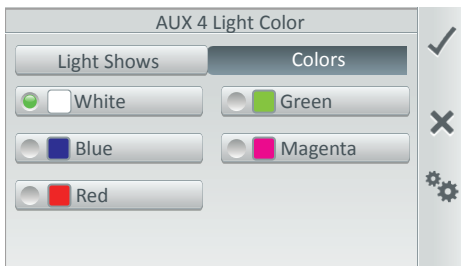 AUX 4 Light Color
Light Shows Colors
White Green
Blue Magenta
Red